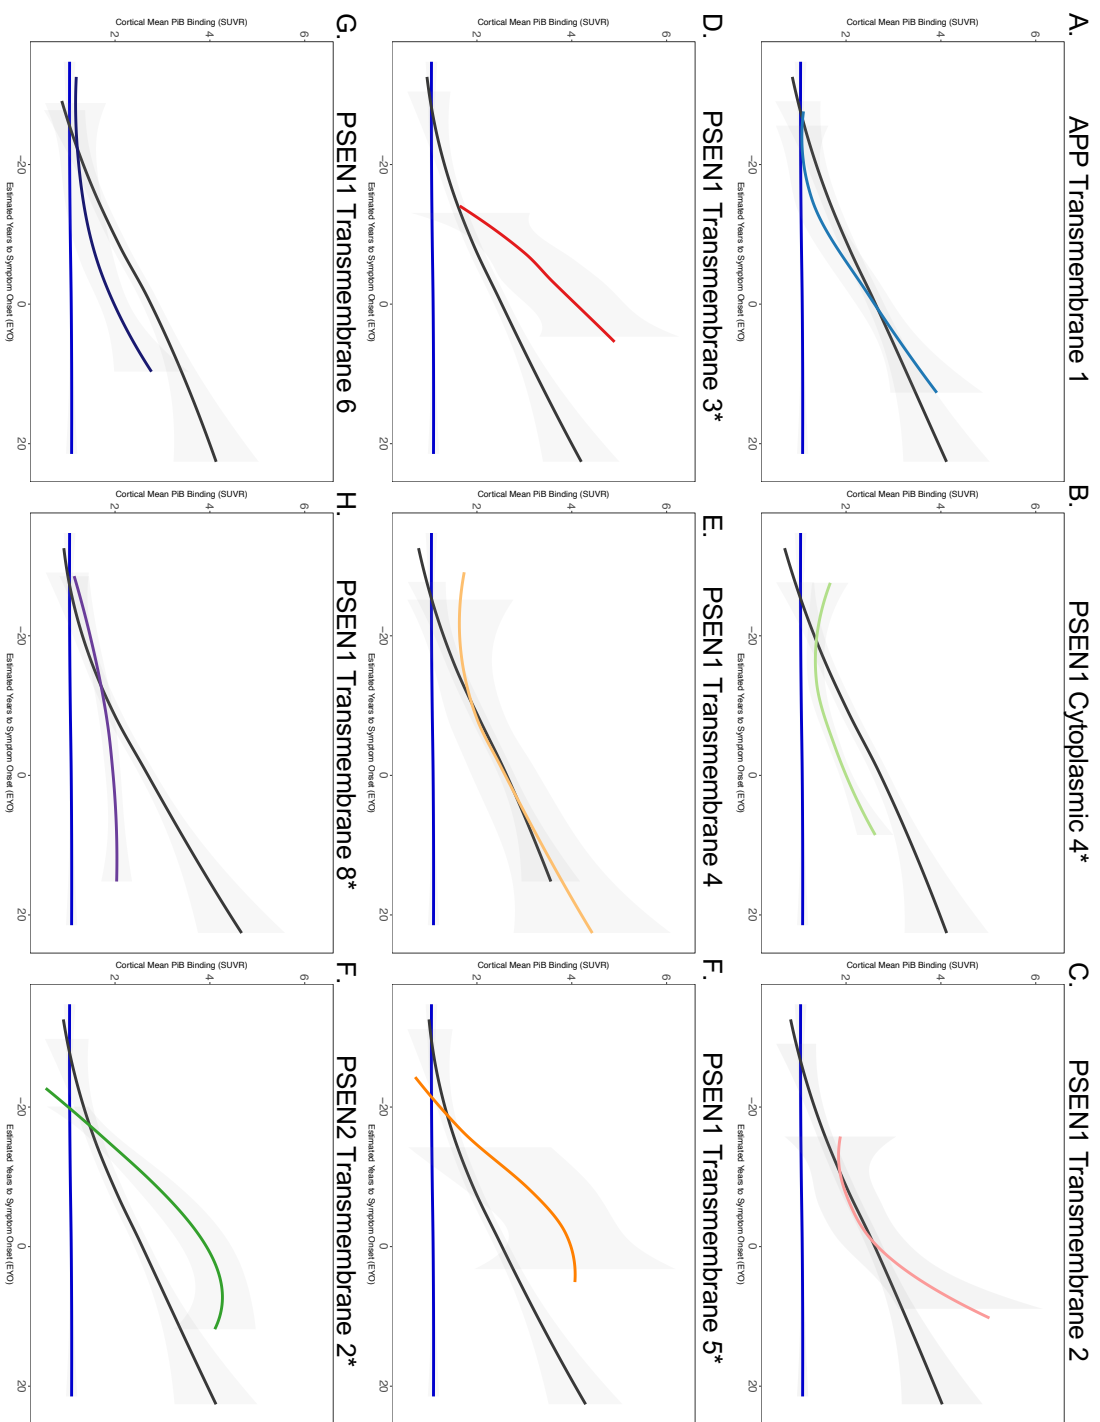 A. APP Transmembrane 1
Cortical Mean PiB Binding (SUVR)
6
4
2
-20 0 20
Estimated Years to Symptom Onset (EYO)
B. PSEN1 Cytoplasmic 4*
Cortical Mean PiB Binding (SUVR)
6
4
2
-20 0 20
Estimated Years to Symptom Onset (EYO)
C. PSEN1 Transmembrane 2
Cortical Mean PiB Binding (SUVR)
6
4
2
-20 0 20
Estimated Years to Symptom Onset (EYO)
D. PSEN1 Transmembrane 3*
Cortical Mean PiB Binding (SUVR)
6
4
2
-20 0 20
Estimated Years to Symptom Onset (EYO)
E. PSEN1 Transmembrane 4
Cortical Mean PiB Binding (SUVR)
6
4
2
-20 0 20
Estimated Years to Symptom Onset (EYO)
F. PSEN1 Transmembrane 5*
Cortical Mean PiB Binding (SUVR)
6
4
2
-20 0 20
Estimated Years to Symptom Onset (EYO)
G. PSEN1 Transmembrane 6
Cortical Mean PiB Binding (SUVR)
6
4
2
-20 0 20
Estimated Years to Symptom Onset (EYO)
H. PSEN1 Transmembrane 8*
Cortical Mean PiB Binding (SUVR)
6
4
2
-20 0 20
Estimated Years to Symptom Onset (EYO)
F. PSEN2 Transmembrane 2*
Cortical Mean PiB Binding (SUVR)
6
4
2
-20 0 20
Estimated Years to Symptom Onset (EYO)